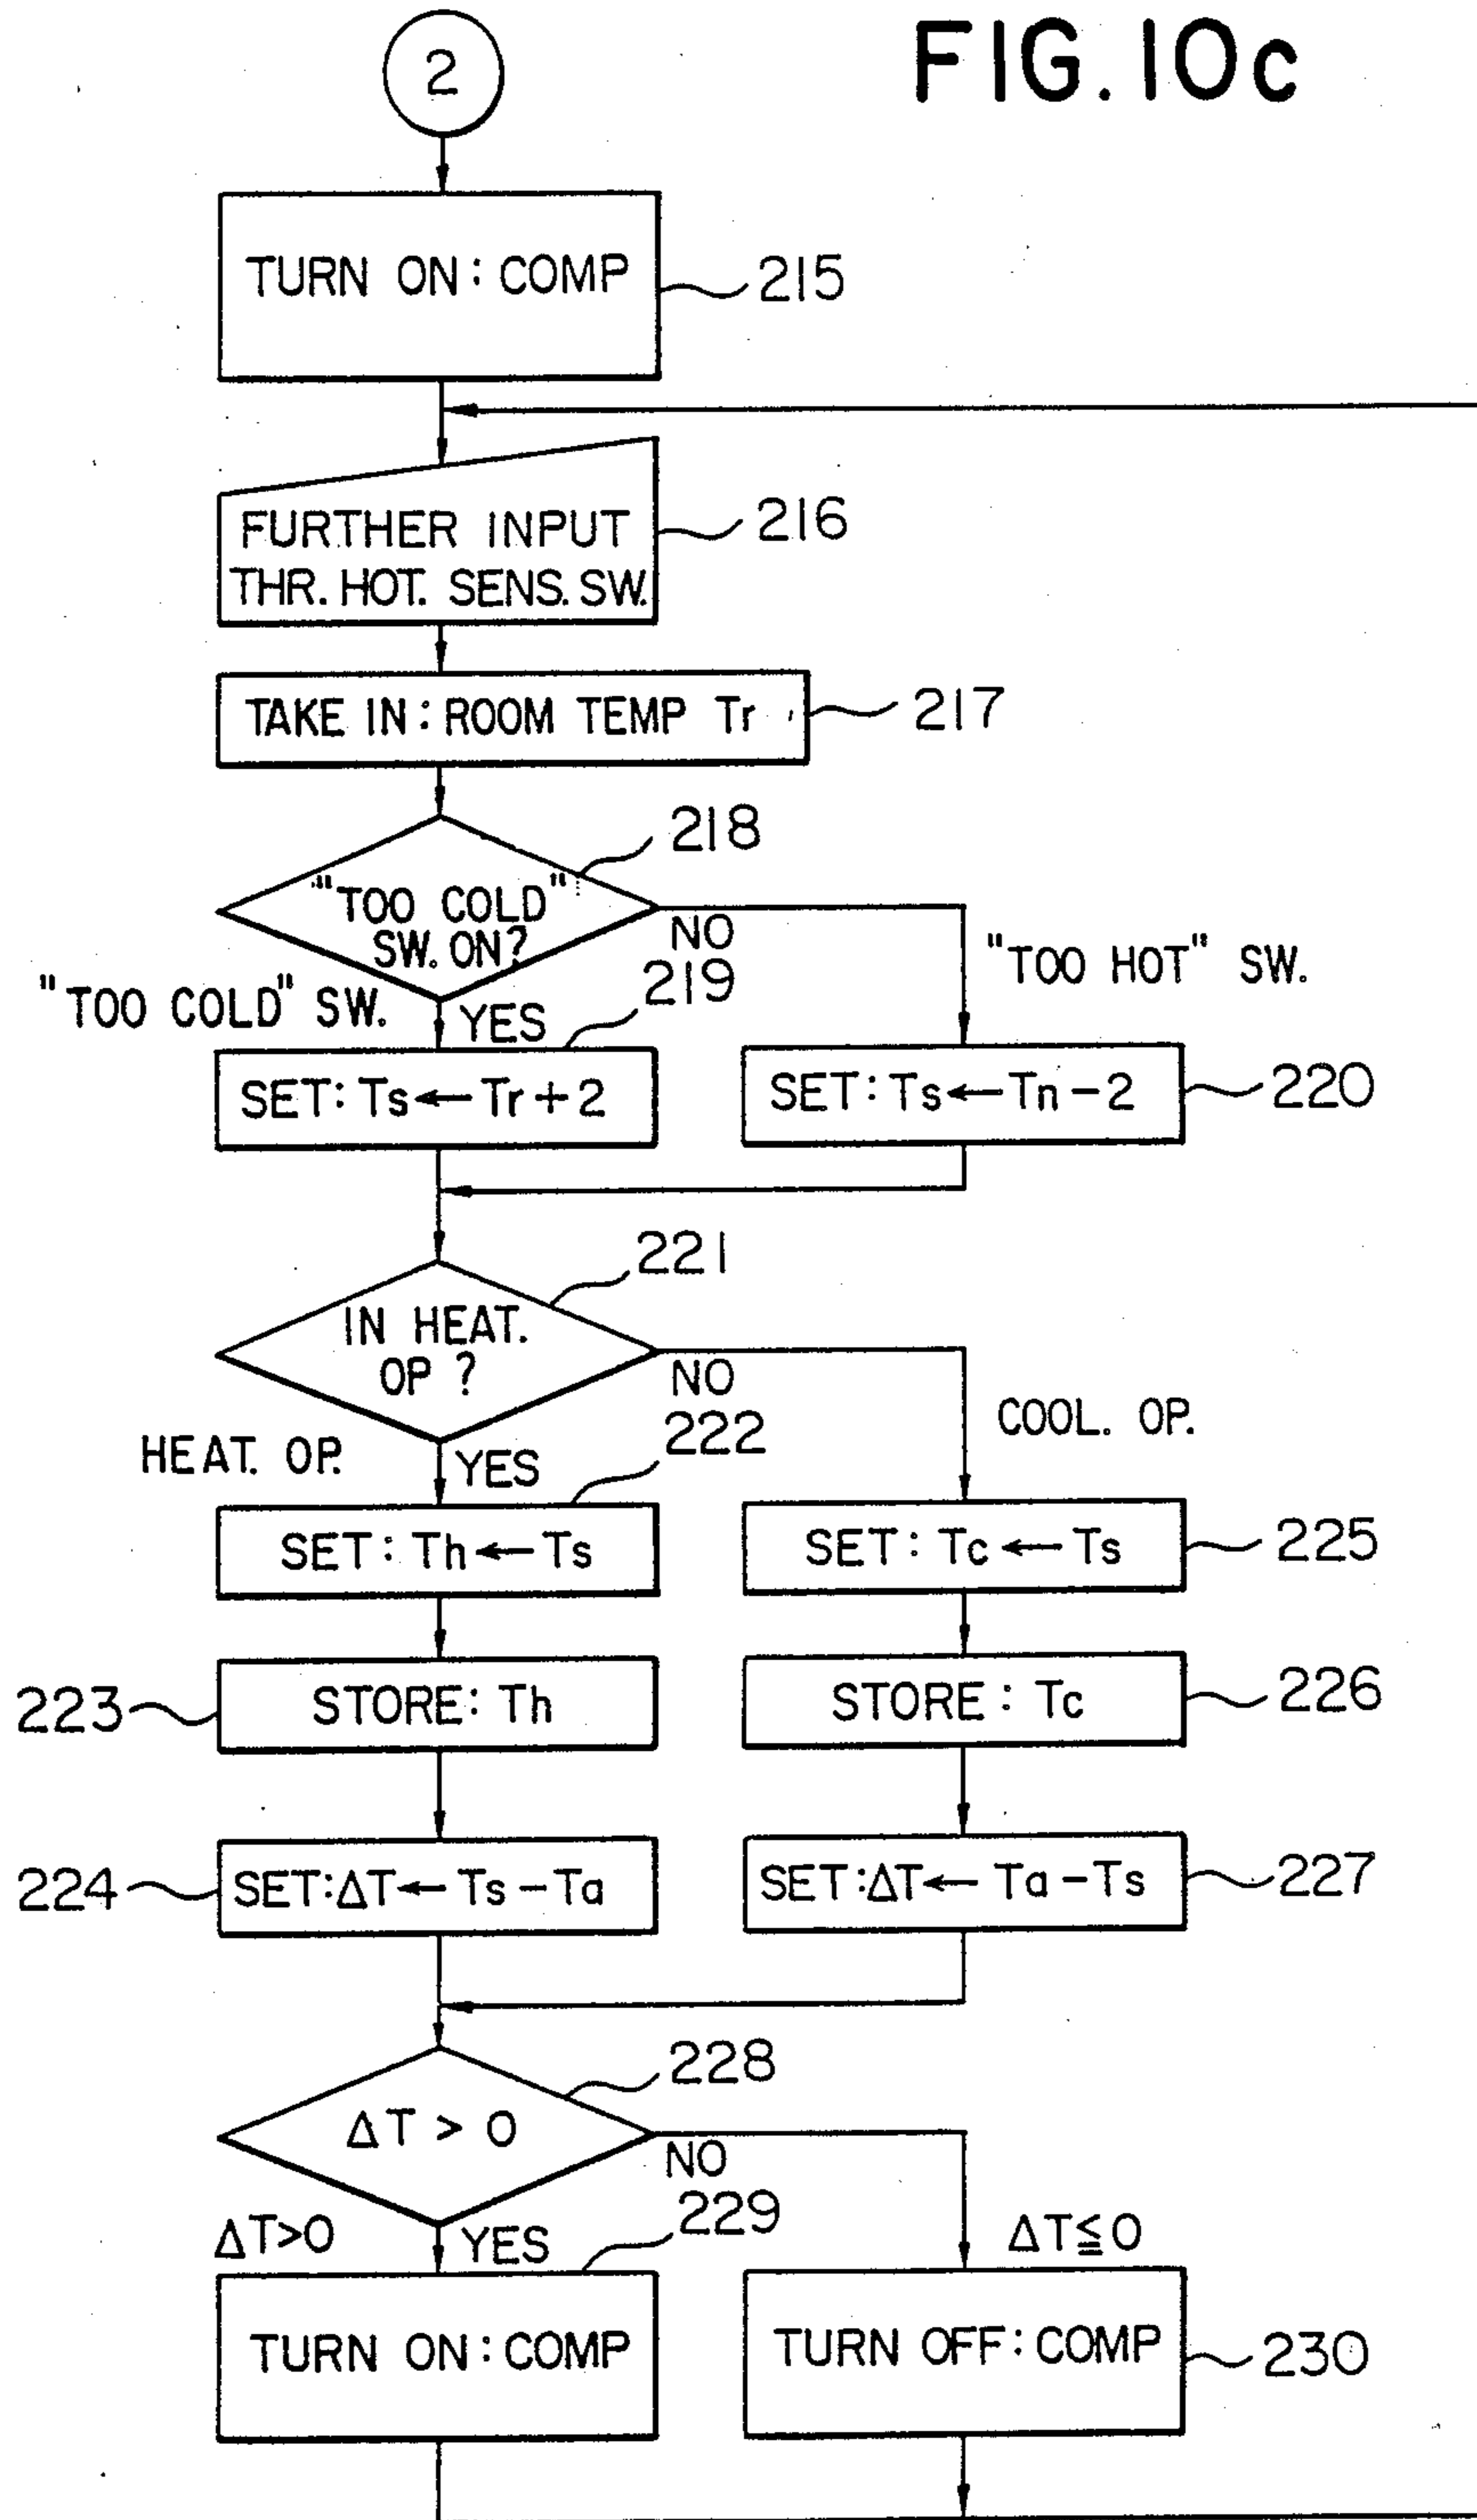 FIG. 10c
2
TURN ON : COMP
215
FURTHER INPUT
THR. HOT. SENS. SW.
216
TAKE IN : ROOM TEMP Tr
217
218
"TOO COLD"
SW. ON?
NO
"TOO HOT" SW.
"TOO COLD" SW.
YES
219
SET: Ts ← Tr + 2
SET: Ts ← Tn - 2
220
221
IN HEAT.
OP ?
NO
COOL. OP.
HEAT. OP.
YES
222
SET: Th ← Ts
SET: Tc ← Ts
225
223
STORE: Th
STORE : Tc
226
224
SET: ΔT ← Ts - Ta
SET: ΔT ← Ta - Ts
227
228
ΔT > 0
NO
229
ΔT>0
YES
ΔT≦0
TURN ON : COMP
TURN OFF : COMP
230